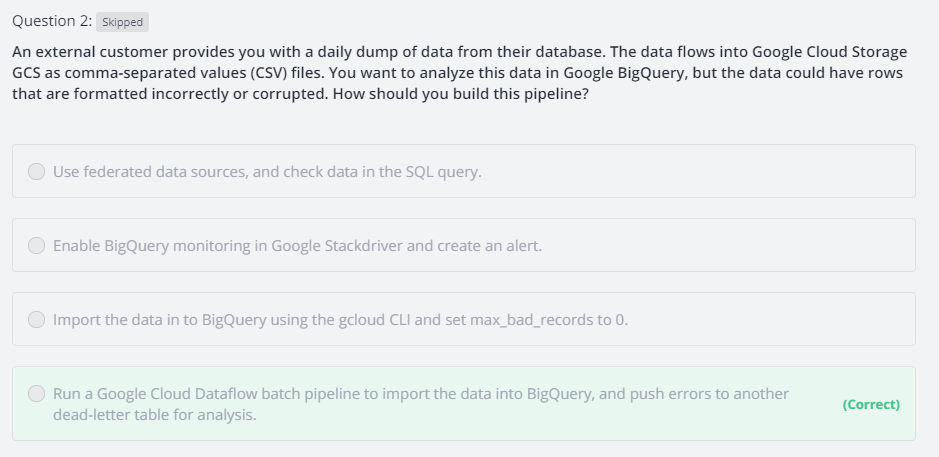 Question 2: Skipped
An external customer provides you with a daily dump of data from their database. The data flows into Google Cloud Storage
GCS as comma-separated values (CSV) files. You want to analyze this data in Google BigQuery, but the data could have rows
that are formatted incorrectly or corrupted. How should you build this pipeline?
Use federated data sources, and check data in the SQL query.
Enable BigQuery monitoring in Google Stackdriver and create an alert.
Import the data in to BigQuery using the gcloud CLI and set max_bad_records to 0.
Run a Google Cloud Dataflow batch pipeline to import the data into BigQuery, and push errors to another
dead-letter table for analysis.
(Correct)